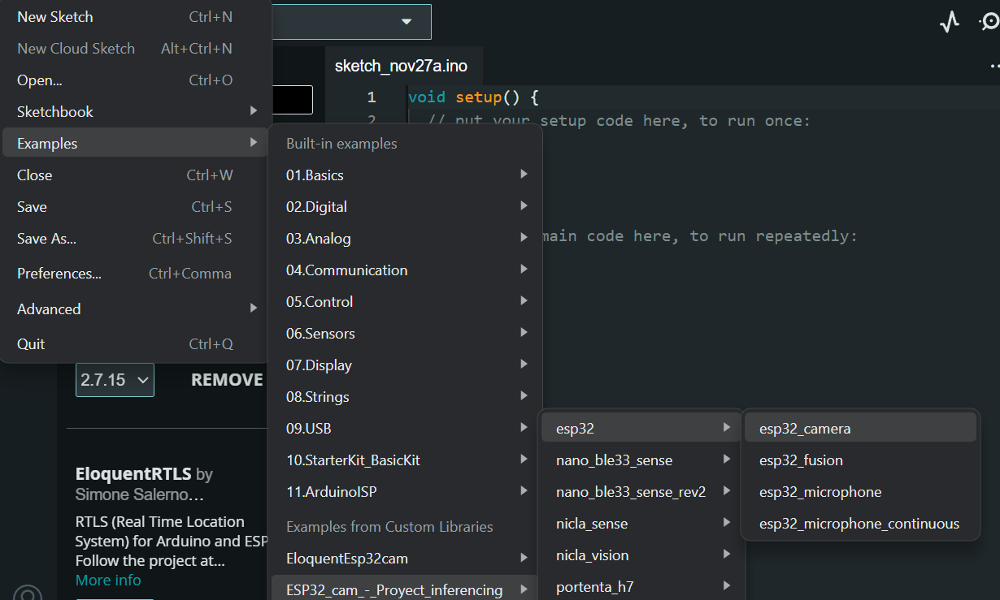 New Sketch Ctrl+N
New Cloud Sketch Alt+Ctrl+N
Open... Ctrl+O
Sketchbook
Examples
Close Ctrl+W
Save Ctrl+S
Save As... Ctrl+Shift+S
Preferences... Ctrl+Comma
Advanced
Quit Ctrl+Q
sketch_nov27a.ino
1 void setup() {
2 // put your setup code here, to run once:
main code here, to run repeatedly:
Built-in examples
01.Basics
02.Digital
03.Analog
04.Communication
05.Control
06.Sensors
07.Display
08.Strings
09.USB
10.StarterKit_BasicKit
11.ArduinoISP
Examples from Custom Libraries
EloquentEsp32cam
ESP32_cam_-_Proyect_inferencing
esp32
nano_ble33_sense
nano_ble33_sense_rev2
nicla_sense
nicla_vision
portenta_h7
esp32_camera
esp32_fusion
esp32_microphone
esp32_microphone_continuous
2.7.15 REMOVE
EloquentRTLS by
Simone Salerno...
RTLS (Real Time Location
System) for Arduino and ESP
Follow the project at...
More info